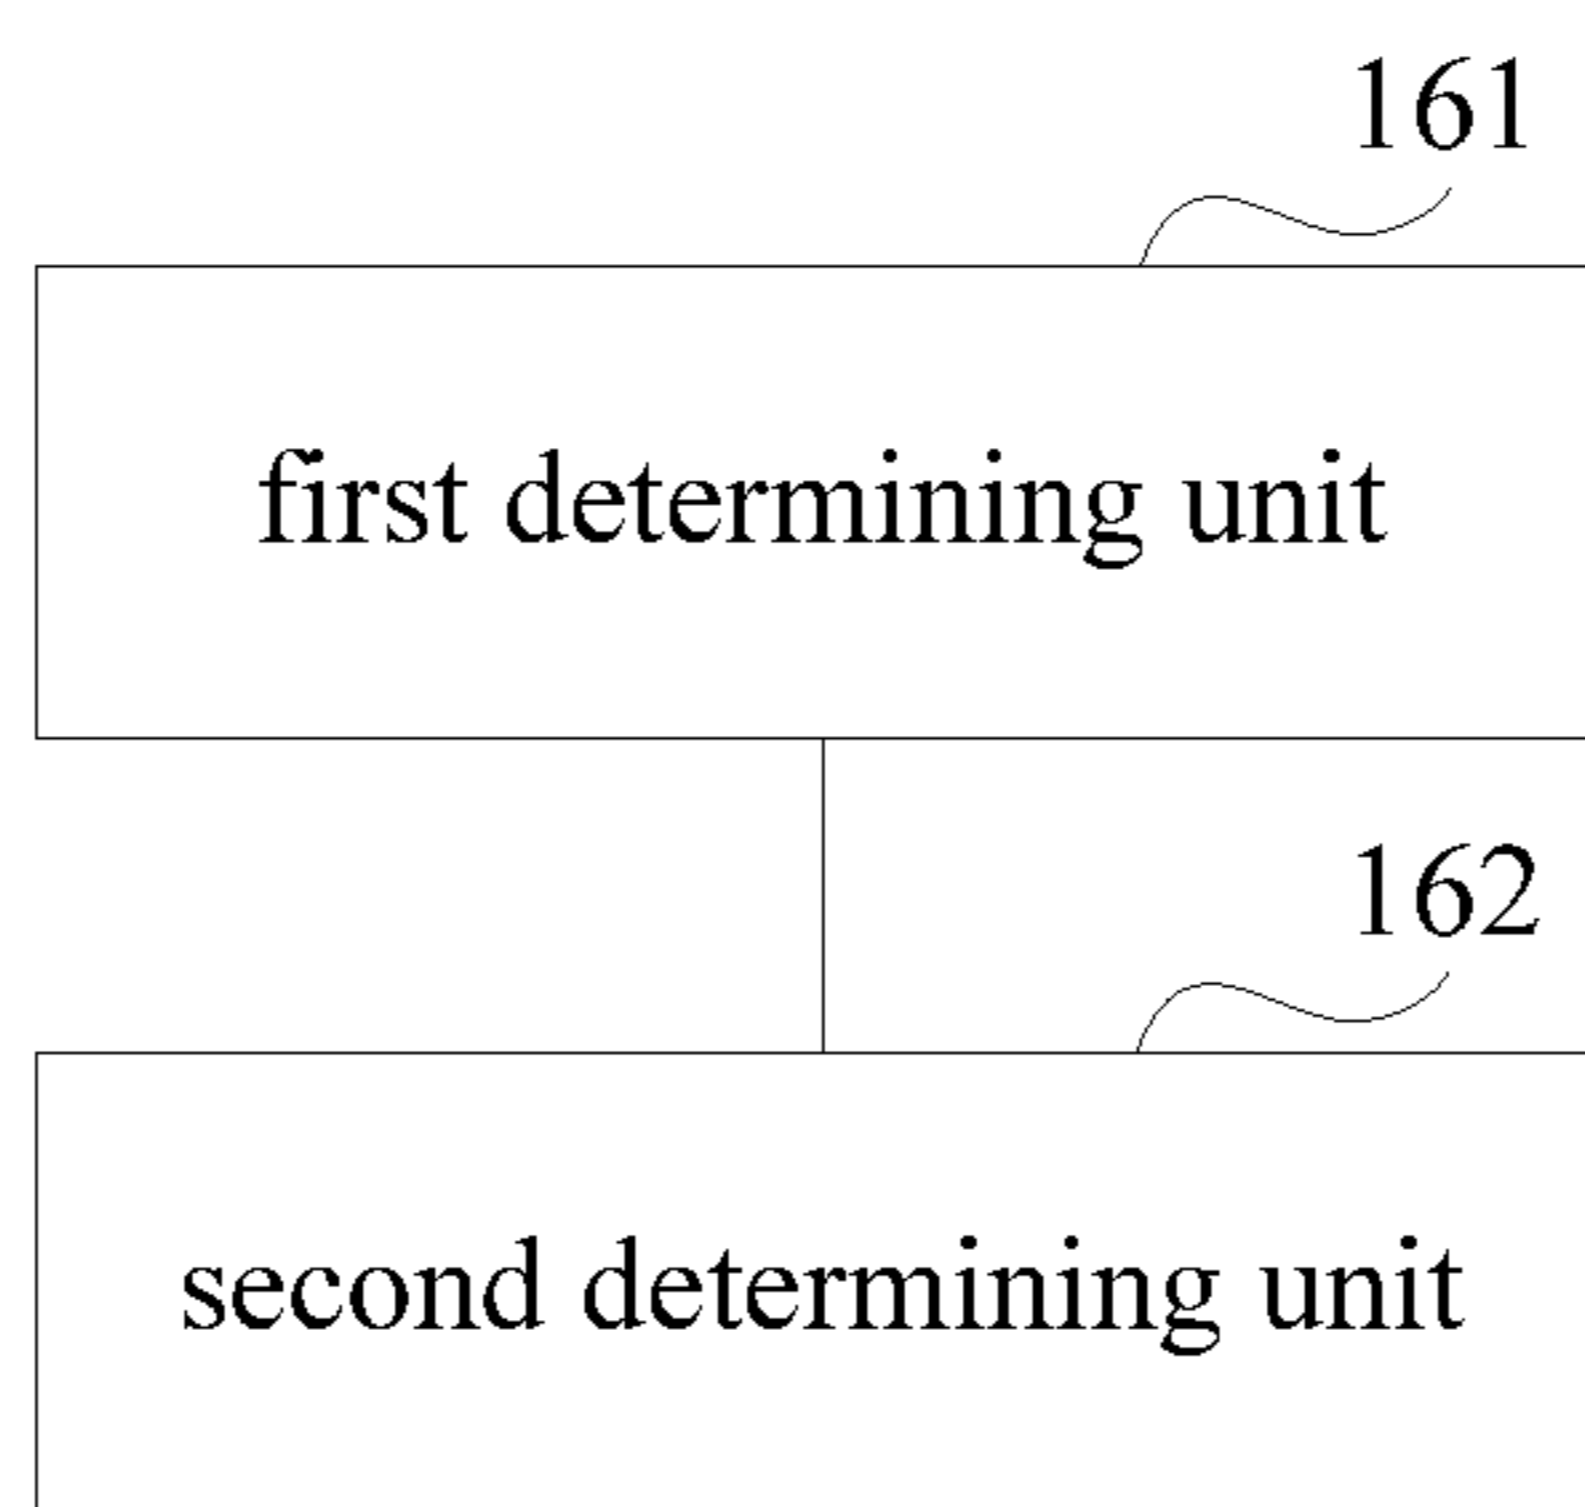 161
first determining unit
162
second determining unit